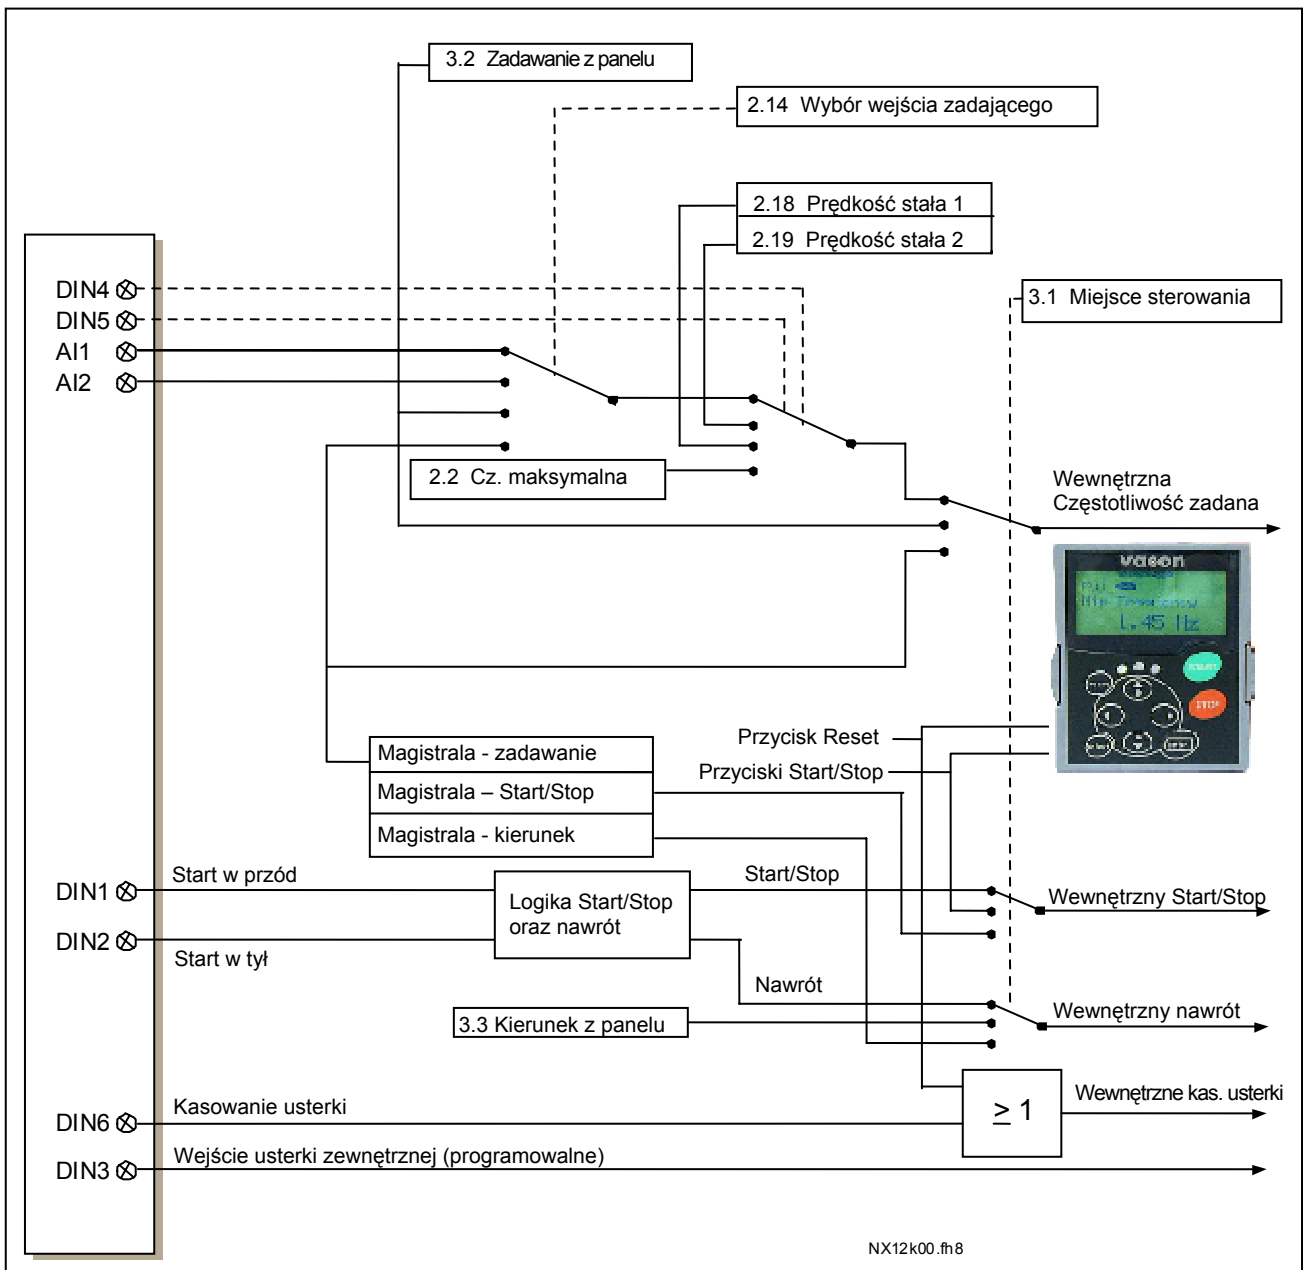 3.2 Zadawanie z panelu
2.14 Wybór wejścia zadającego
2.18 Prędkość stała 1
2.19 Prędkość stała 2
3.1 Miejsce sterowania
DIN4
DIN5
AI1
AI2
2.2 Cz. maksymalna
Wewnętrzna
Częstotliwość zadana
vacon
1.45 Hz
STOP
Przycisk Reset
Przyciski Start/Stop
Magistrala - zadawanie
Magistrala – Start/Stop
Magistrala - kierunek
DIN1
Start w przód
Logika Start/Stop
oraz nawrót
Start/Stop
Wewnętrzny Start/Stop
DIN2
Start w tył
Nawrót
3.3 Kierunek z panelu
Wewnętrzny nawrót
DIN6
Kasowanie usterki
≥ 1
Wewnętrzne kas. usterki
DIN3
Wejście usterki zewnętrznej (programowalne)
NX12k00.fh8